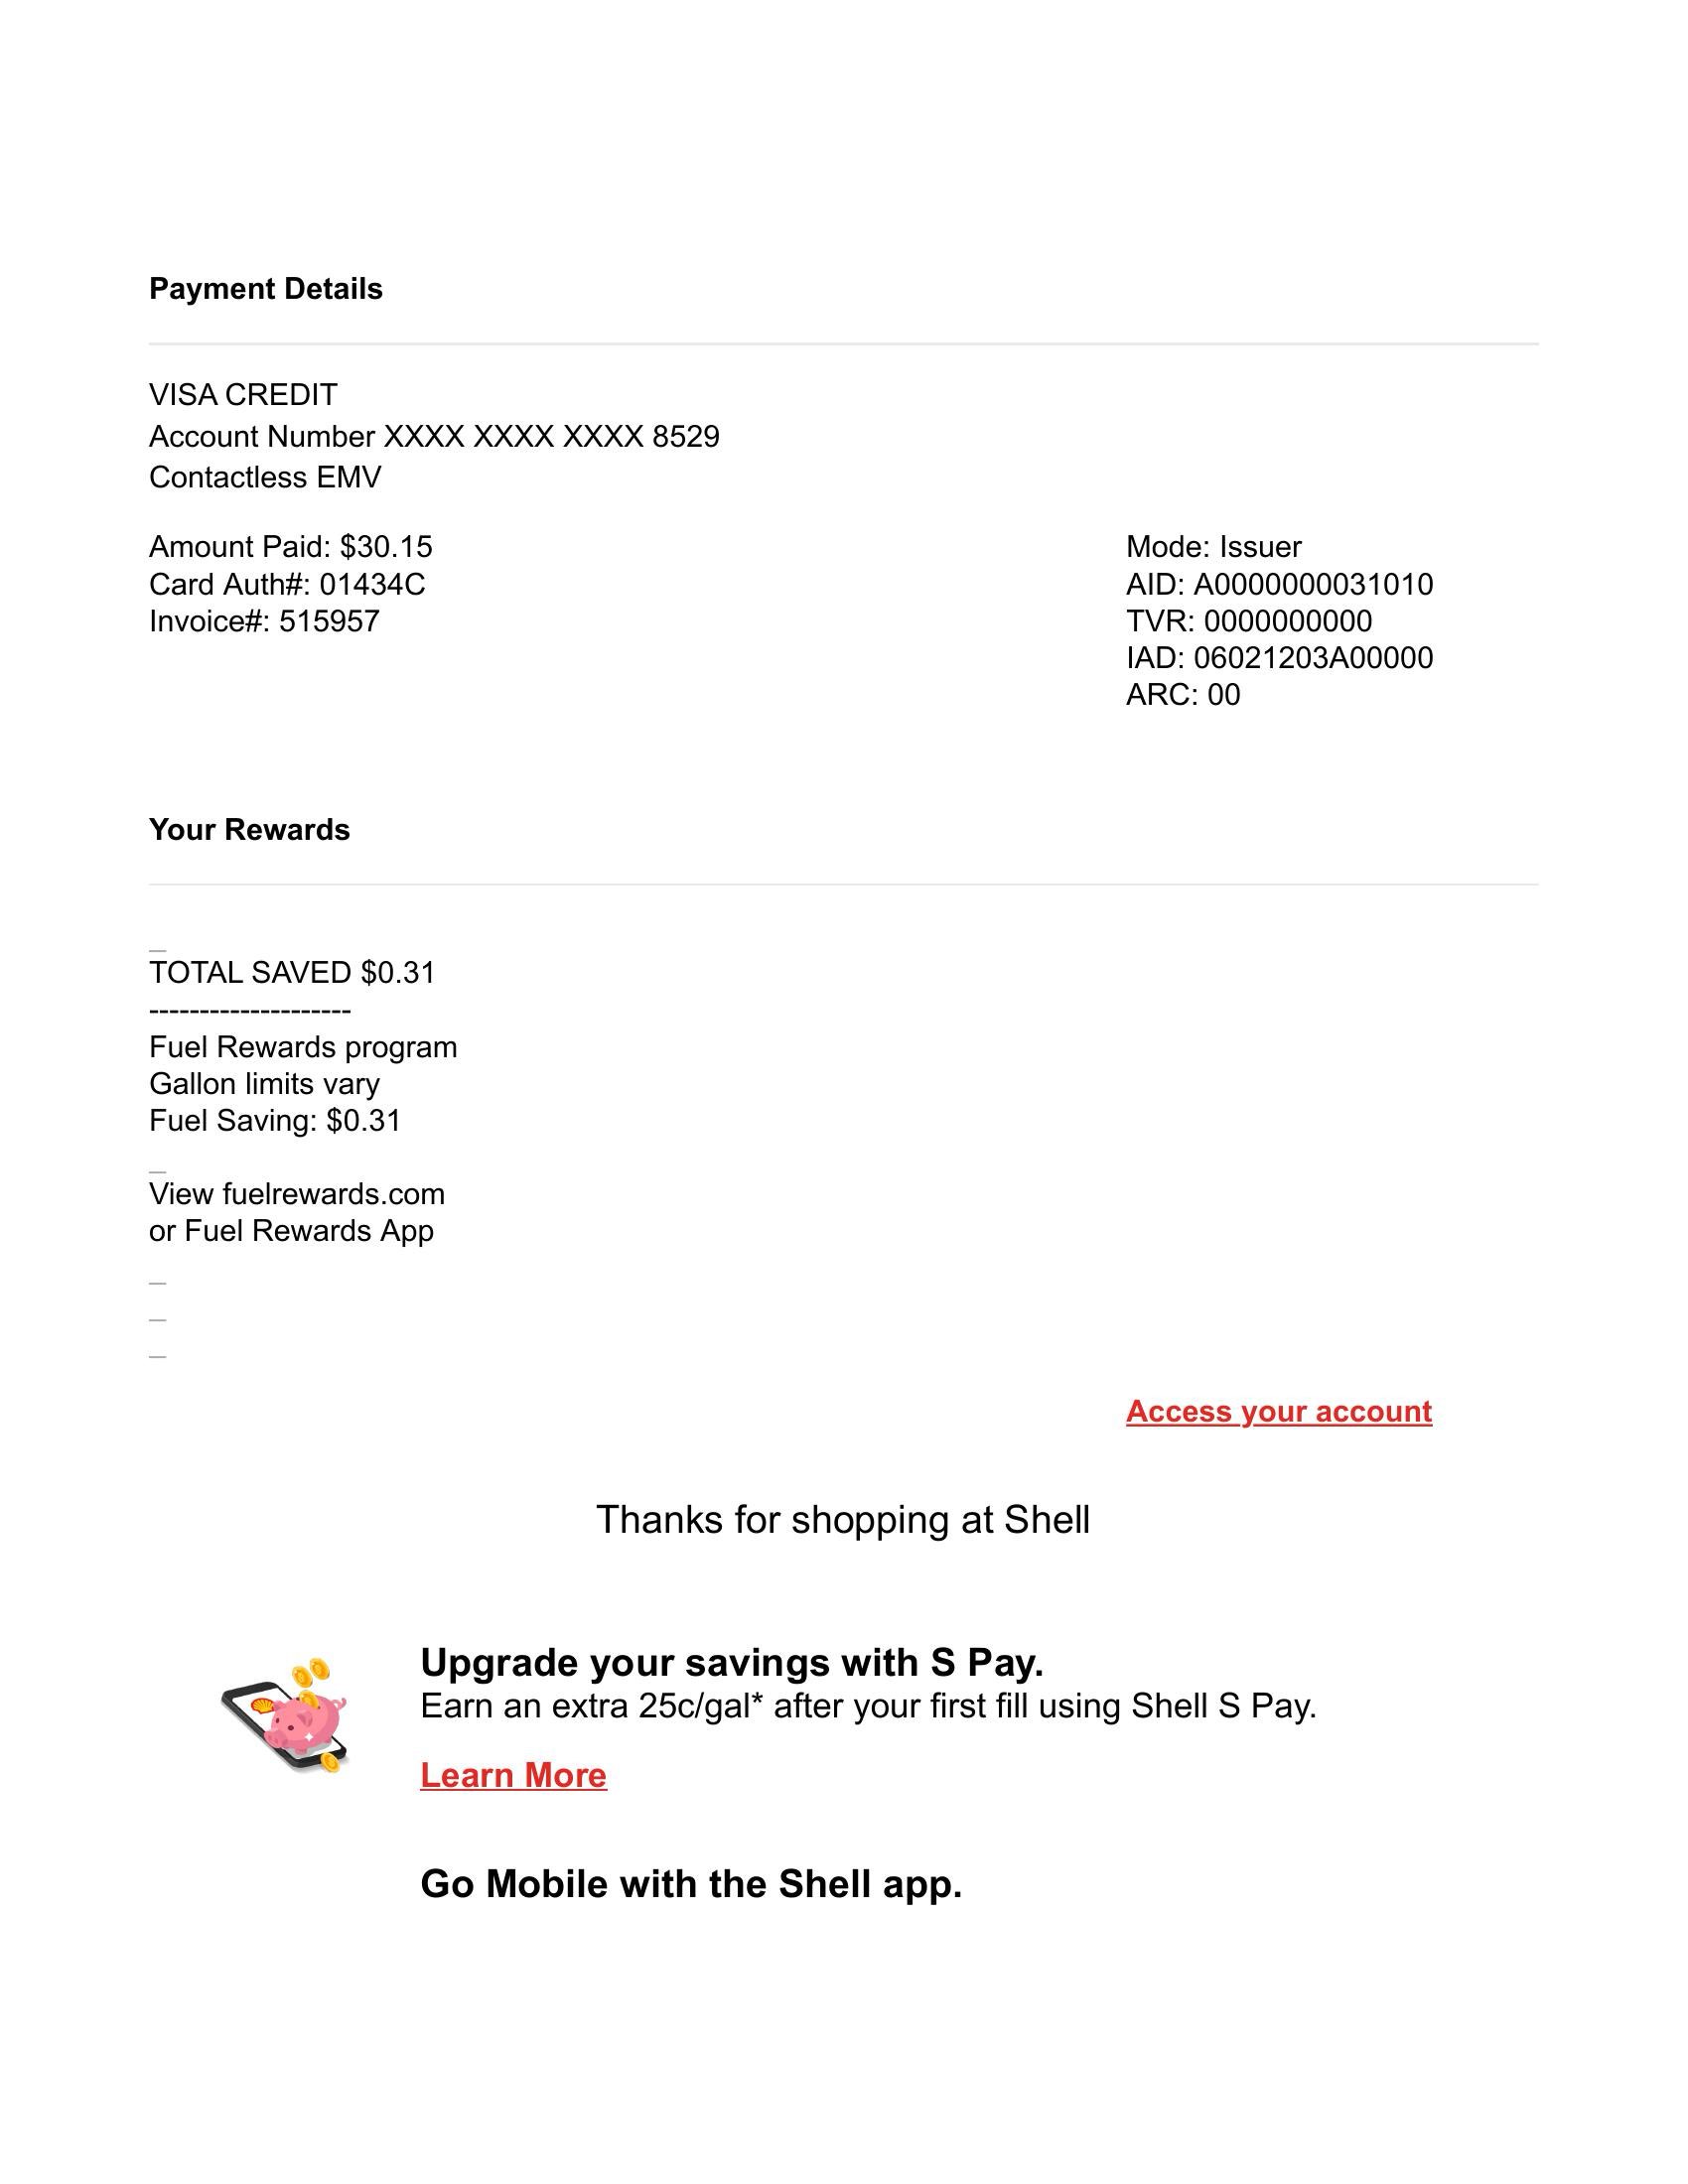 Payment Details
VISA CREDIT
Account Number XXXX XXXX XXXX 8529
Contactless EMV
Amount Paid: $30.15
Card Auth#: 01434C
Invoice#: 515957
Mode: Issuer
AID: A0000000031010
TVR: 0000000000
IAD: 06021203A00000
ARC: 00
Your Rewards
_
TOTAL SAVED $0.31
--------------------
Fuel Rewards program
Gallon limits vary
Fuel Saving: $0.31
_
View fuelrewards.com
or Fuel Rewards App
_
_
_
Access your account
Thanks for shopping at Shell
Upgrade your savings with S Pay.
Earn an extra 25c/gal* after your first fill using Shell S Pay.
Learn More
Go Mobile with the Shell app.